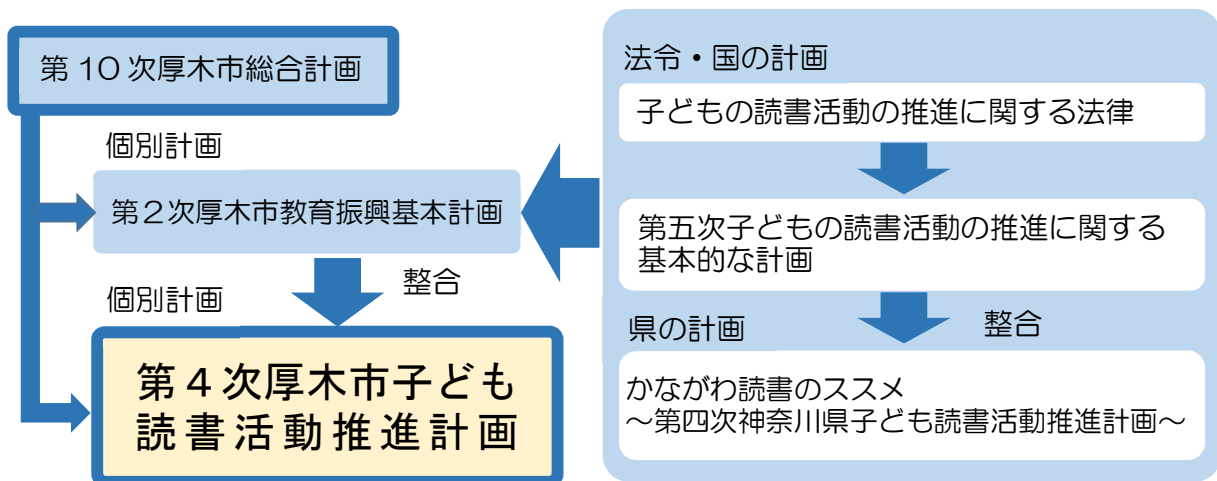 第10次厚木市総合計画
個別計画
第2次厚木市教育振興基本計画
整合
個別計画
第4次厚木市子ども
読書活動推進計画
法令・国の計画
子どもの読書活動の推進に関する法律
第五次子どもの読書活動の推進に関する
基本的な計画
県の計画
整合
かながわ読書のススメ
~第四次神奈川県子ども読書活動推進計画~